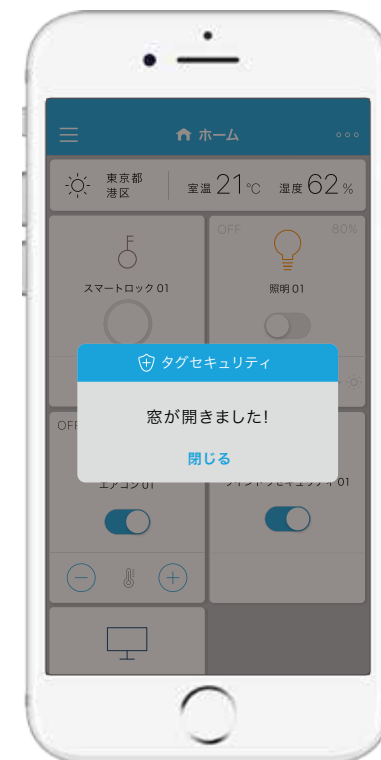 ホーム
東京都
港区
室温 21℃ 湿度 62%
OFF 80%
スマートロック 01
照明 01
タグセキュリティ
窓が開きました!
閉じる
OFF
エアコン 01